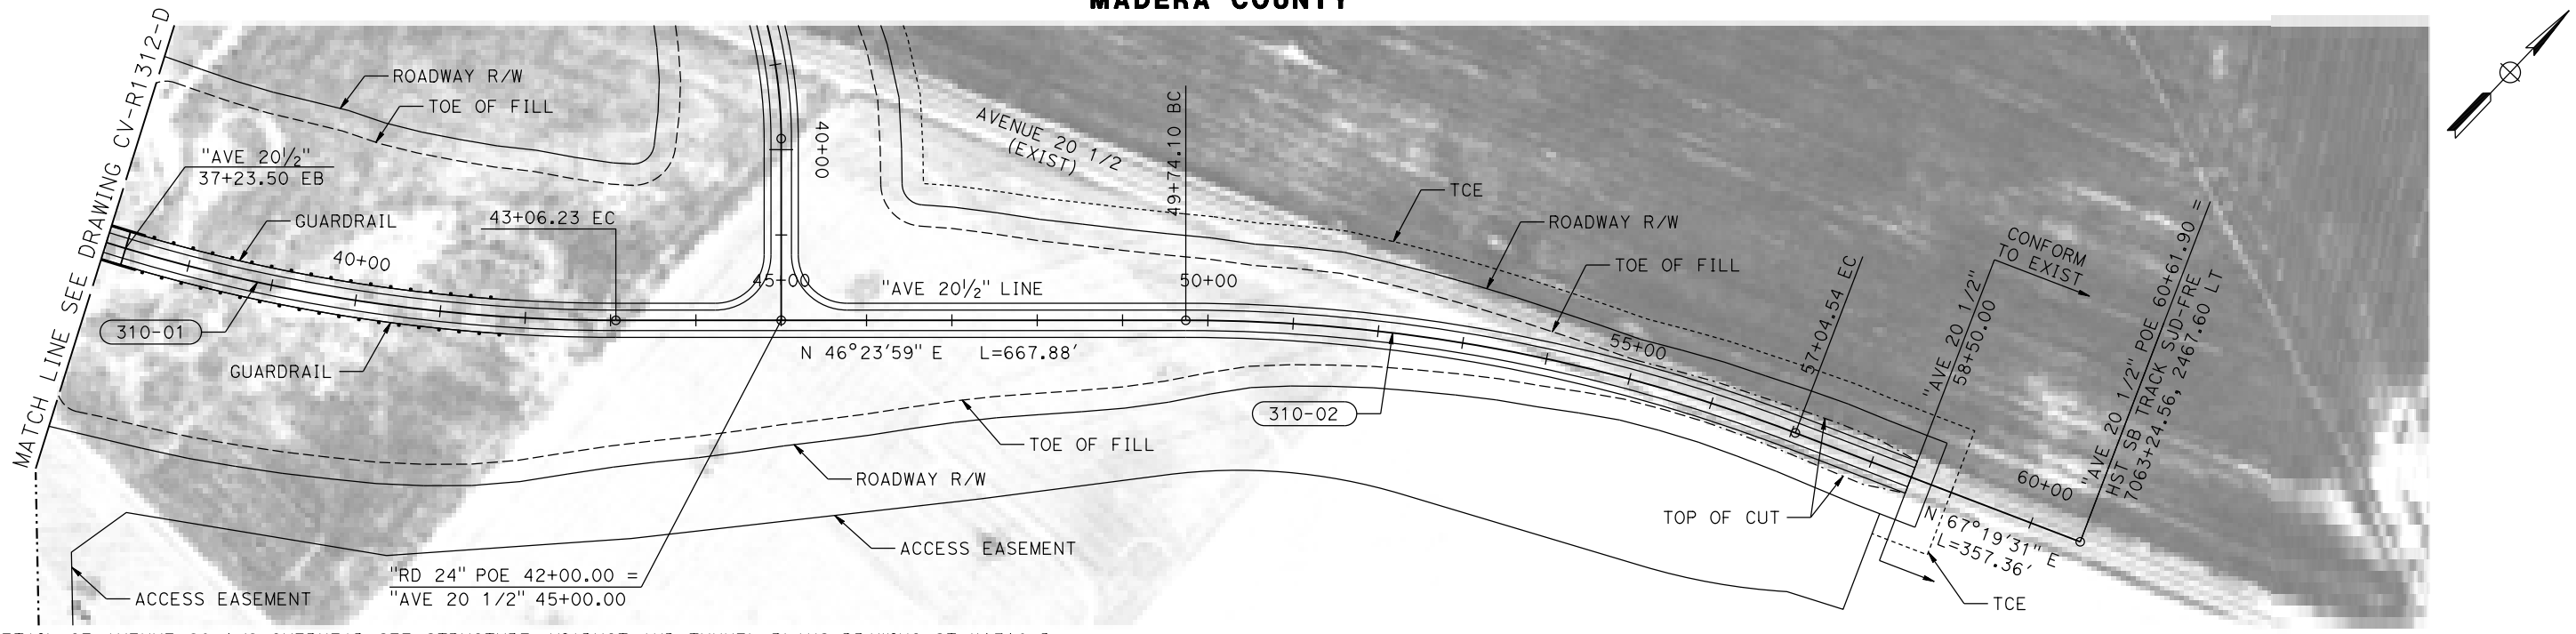 MADERA COUNTY
MATCH LINE SEE DRAWING CV-R1312-D
ROADWAY R/W
TOE OF FILL
"AVE 20½"
37+23.50 EB
GUARDRAIL
40+00
43+06.23 EC
310-01
GUARDRAIL
40+00
45+00
AVENUE 20 1/2
(EXIST)
49+74.10 BC
"AVE 20½" LINE
50+00
N 46°23'59" E L=667.88'
TCE
ROADWAY R/W
TOE OF FILL
55+00
310-02
57+04.54 EC
"AVE 20 1/2"
58+50.00
CONFORM
TO EXIST
"AVE 20 1/2" POE 60+61.90 =
HST SB TRACK SJD-FRE
7063+24.56, 2467.60 LT
60+00
N 67°19'31" E
L=357.36'
TOP OF CUT
TCE
TOE OF FILL
ROADWAY R/W
ACCESS EASEMENT
"RD 24" POE 42+00.00 =
"AVE 20 1/2" 45+00.00
ACCESS EASEMENT